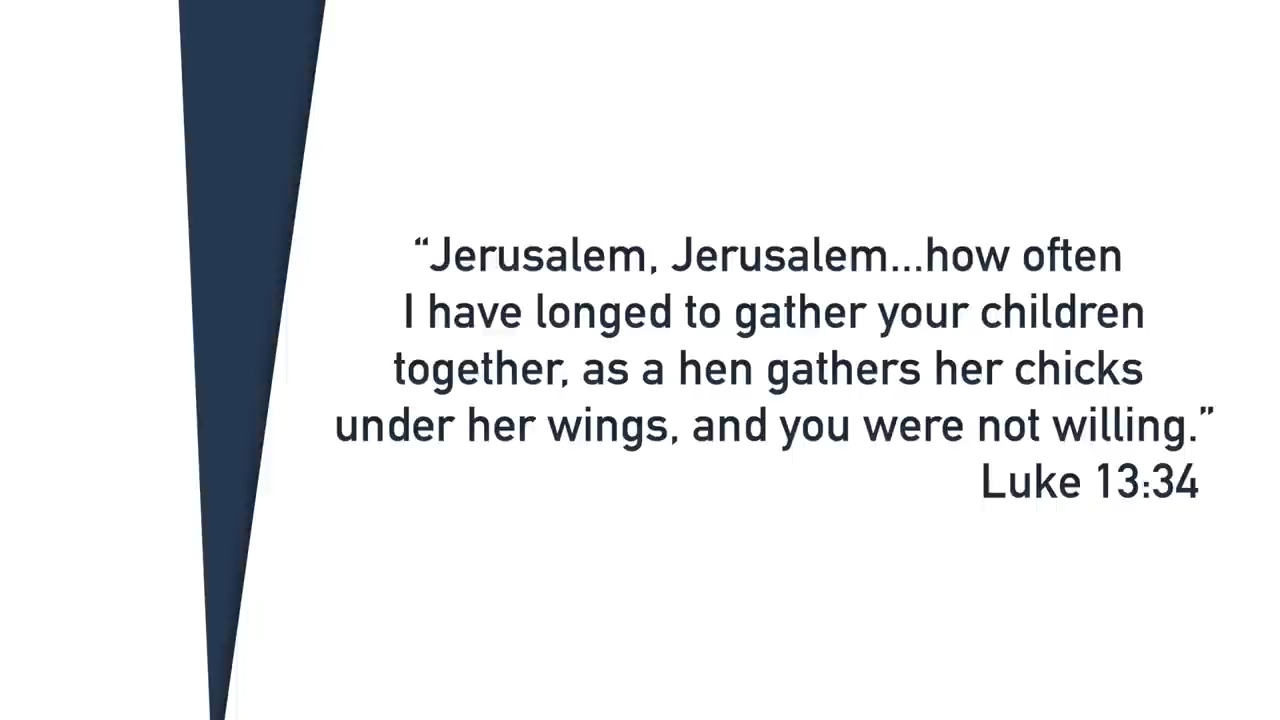 “Jerusalem, Jerusalem...how often
I have longed to gather your children
together, as a hen gathers her chicks
under her wings, and you were not willing.”
Luke 13:34